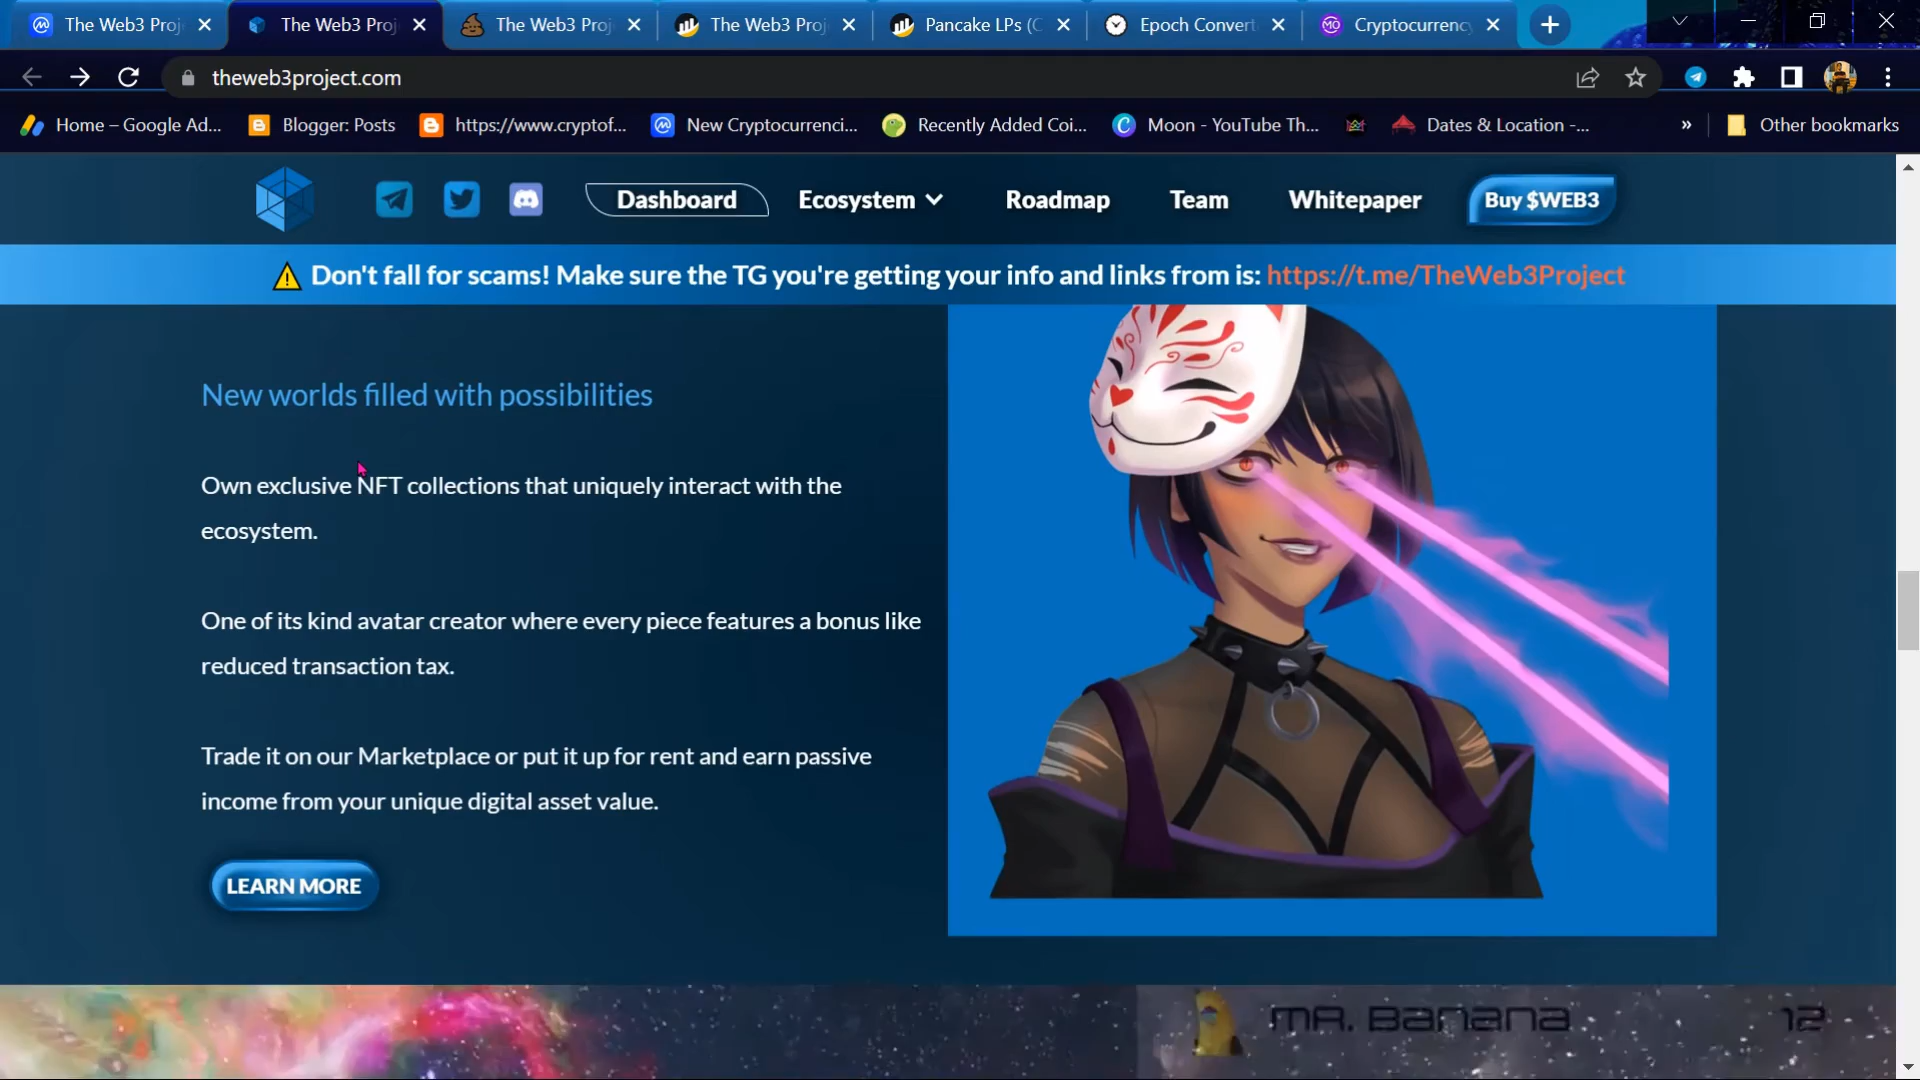 The Web3 Proj
The Web3 Proj
The Web3 Proj
The Web3 Proj
Pancake LPs (C
Epoch Convert
Cryptocurrency
theweb3project.com
Home – Google Ad...
Blogger: Posts
https://www.cryptof...
New Cryptocurrenci...
Recently Added Coi...
Moon - YouTube Th...
Dates & Location -...
»
Other bookmarks
Dashboard
Ecosystem
Roadmap
Team
Whitepaper
Buy $WEB3
Don't fall for scams! Make sure the TG you're getting your info and links from is: https://t.me/TheWeb3Project
New worlds filled with possibilities
Own exclusive NFT collections that uniquely interact with the
ecosystem.
One of its kind avatar creator where every piece features a bonus like
reduced transaction tax.
Trade it on our Marketplace or put it up for rent and earn passive
income from your unique digital asset value.
LEARN MORE
MR. BANANA
12